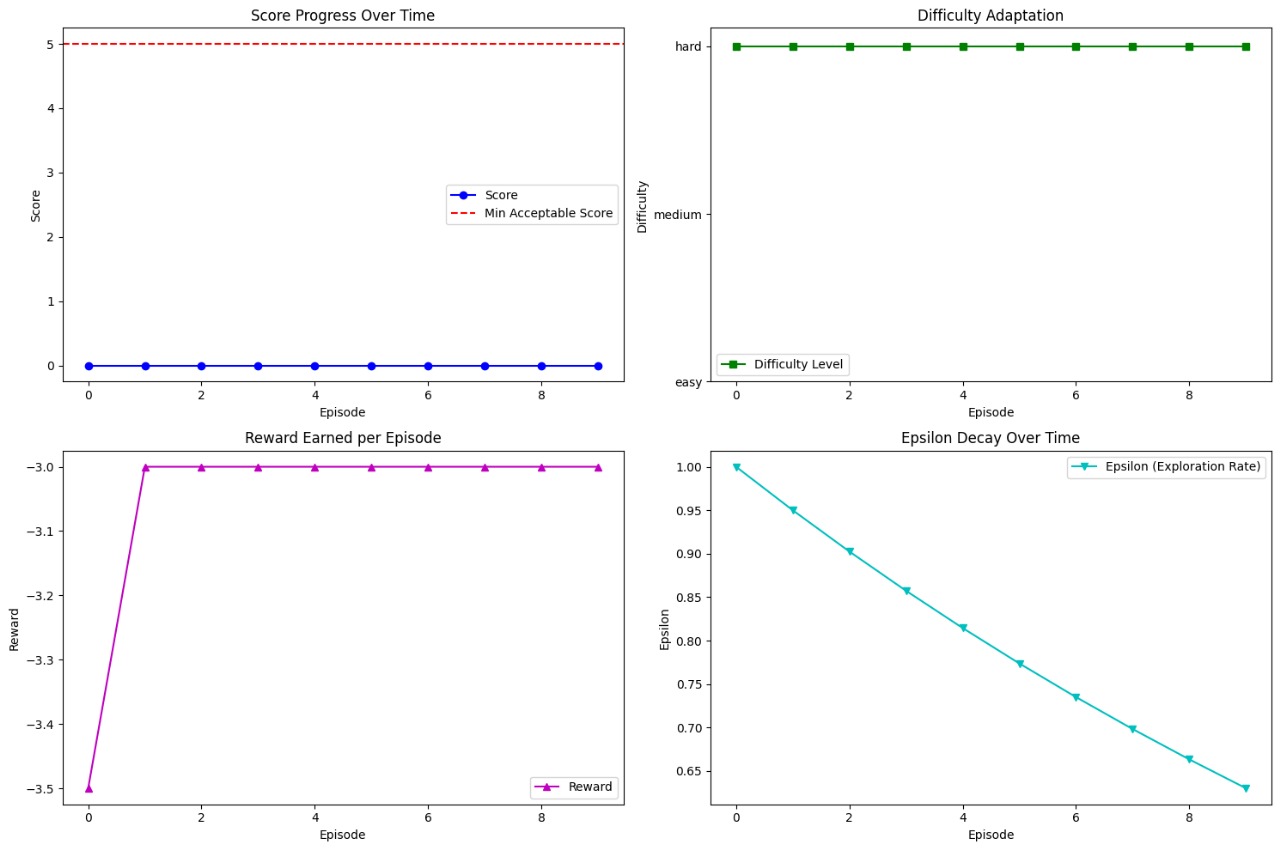 Score Progress Over Time
5
4
3
2
1
0
Score
Score
Min Acceptable Score
0 2 4 6 8
Episode
Difficulty Adaptation
hard
medium
easy
Difficulty
Difficulty Level
0 2 4 6 8
Episode
Reward Earned per Episode
−3.0
−3.1
−3.2
−3.3
−3.4
−3.5
Reward
Reward
0 2 4 6 8
Episode
Epsilon Decay Over Time
1.00
0.95
0.90
0.85
0.80
0.75
0.70
0.65
Epsilon
Epsilon (Exploration Rate)
0 2 4 6 8
Episode